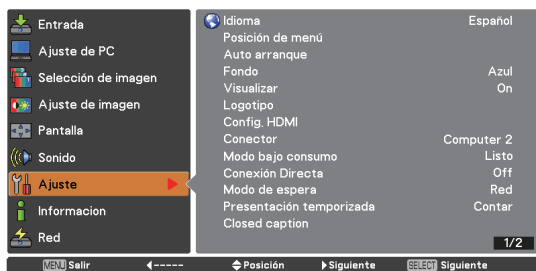 Entrada
Ajuste de PC
Selección de imagen
Ajuste de imagen
Pantalla
Sonido
Ajuste
Informacion
Red
Idioma Español
Posición de menú
Auto arranque
Fondo Azul
Visualizar On
Logotipo
Config. HDMI
Conector Computer 2
Modo bajo consumo Listo
Conexión Directa Off
Modo de espera Red
Presentación temporizada Contar
Closed caption
1/2
MENU Salir ----- Posición Siguiente SELECT Siguiente